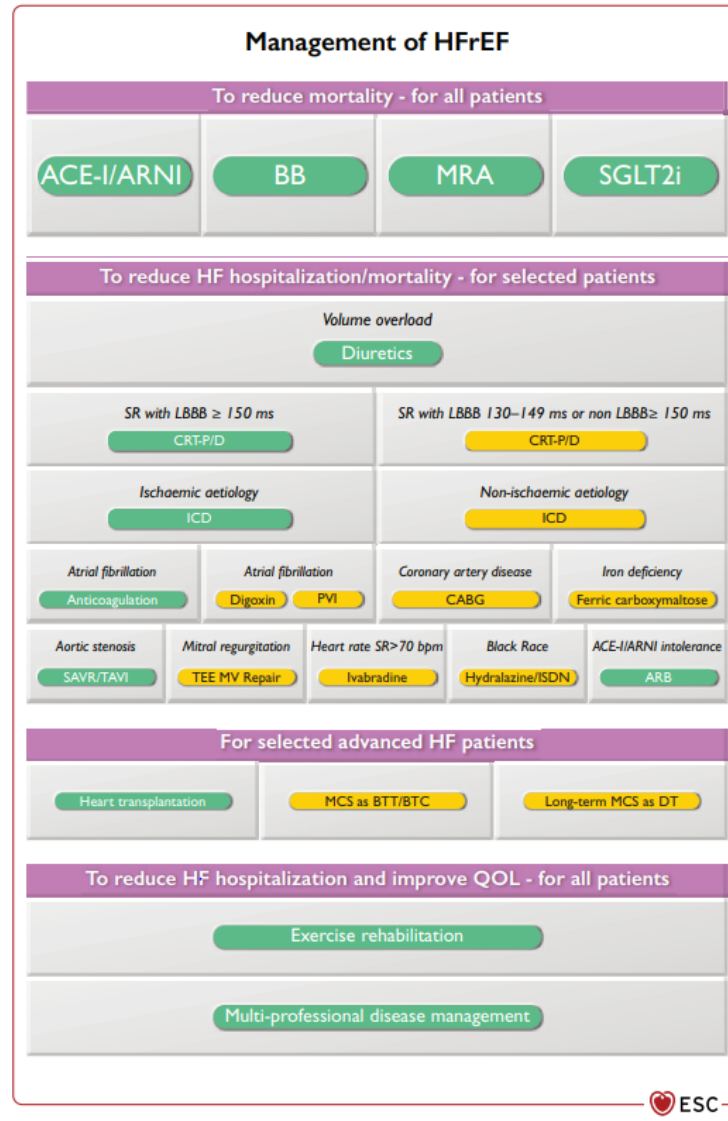 Management of HFrEF
To reduce mortality - for all patients
ACE-I/ARNI
BB
MRA
SGLT2i
To reduce HF hospitalization/mortality - for selected patients
Volume overload
Diuretics
SR with LBBB ≥ 150 ms
CRT-P/D
SR with LBBB 130–149 ms or non LBBB≥ 150 ms
CRT-P/D
Ischaemic aetiology
ICD
Non-ischaemic aetiology
ICD
Atrial fibrillation
Anticoagulation
Atrial fibrillation
Digoxin
PVI
Coronary artery disease
CABG
Iron deficiency
Ferric carboxymaltose
Aortic stenosis
SAVR/TAVI
Mitral regurgitation
TEE MV Repair
Heart rate SR>70 bpm
Ivabradine
Black Race
Hydralazine/ISDN
ACE-I/ARNI intolerance
ARB
For selected advanced HF patients
Heart transplantation
MCS as BTT/BTC
Long-term MCS as DT
To reduce HF hospitalization and improve QOL - for all patients
Exercise rehabilitation
Multi-professional disease management
ESC